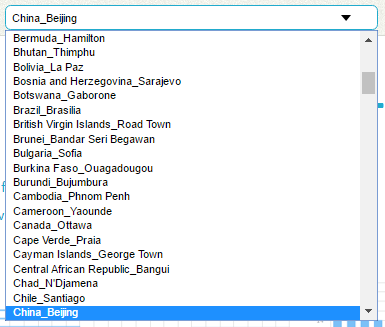 China_Beijing
Bermuda_Hamilton
Bhutan_Thimphu
Bolivia_La Paz
Bosnia and Herzegovina_Sarajevo
Botswana_Gaborone
Brazil_Brasilia
British Virgin Islands_Road Town
Brunei_Bandar Seri Begawan
Bulgaria_Sofia
Burkina Faso_Ouagadougou
Burundi_Bujumbura
Cambodia_Phnom Penh
Cameroon_Yaounde
Canada_Ottawa
Cape Verde_Praia
Cayman Islands_George Town
Central African Republic_Bangui
Chad_N'Djamena
Chile_Santiago
China_Beijing